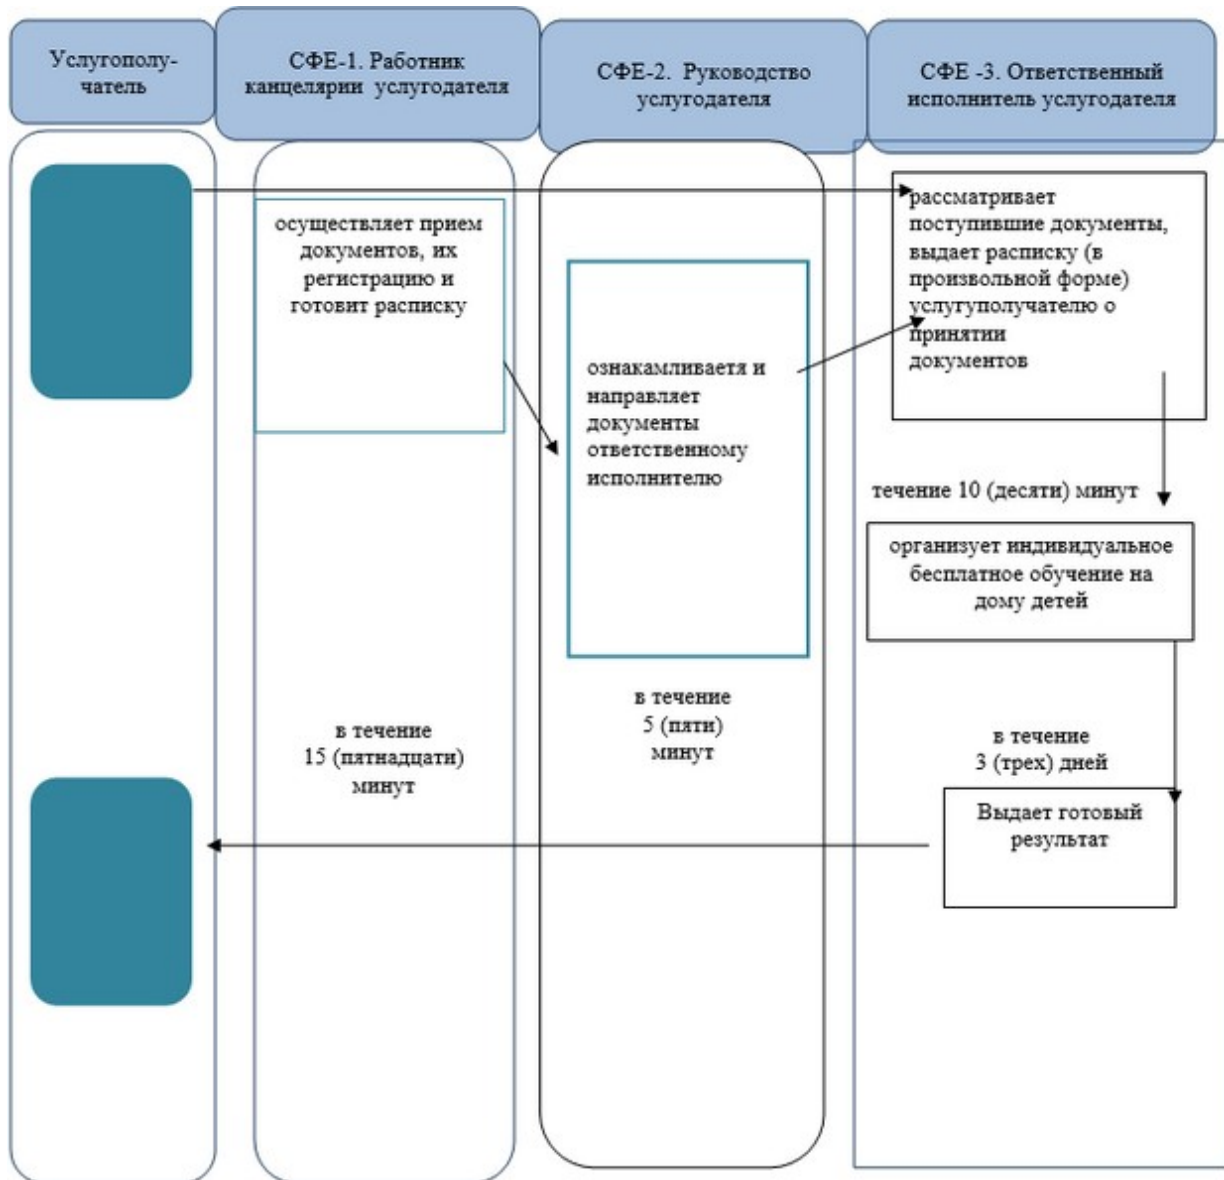 Услугополу-
чатель
СФЕ-1. Работник
канцелярии услугодателя
СФЕ-2. Руководство
услугодателя
СФЕ -3. Ответственный
исполнитель услугодателя
осуществляет прием
документов, их
регистрацию и
готовит расписку
в течение
15 (пятнадцати)
минут
ознакамливаетя и
направляет
документы
ответственному
исполнителю
в течение
5 (пяти)
минут
рассматривает
поступившие документы,
выдает расписку (в
произвольной форме)
услугуполучателю о
принятии
документов
течение 10 (десяти) минут
организует индивидуальное
бесплатное обучение на
дому детей
в течение
3 (трех) дней
Выдает готовый
результат